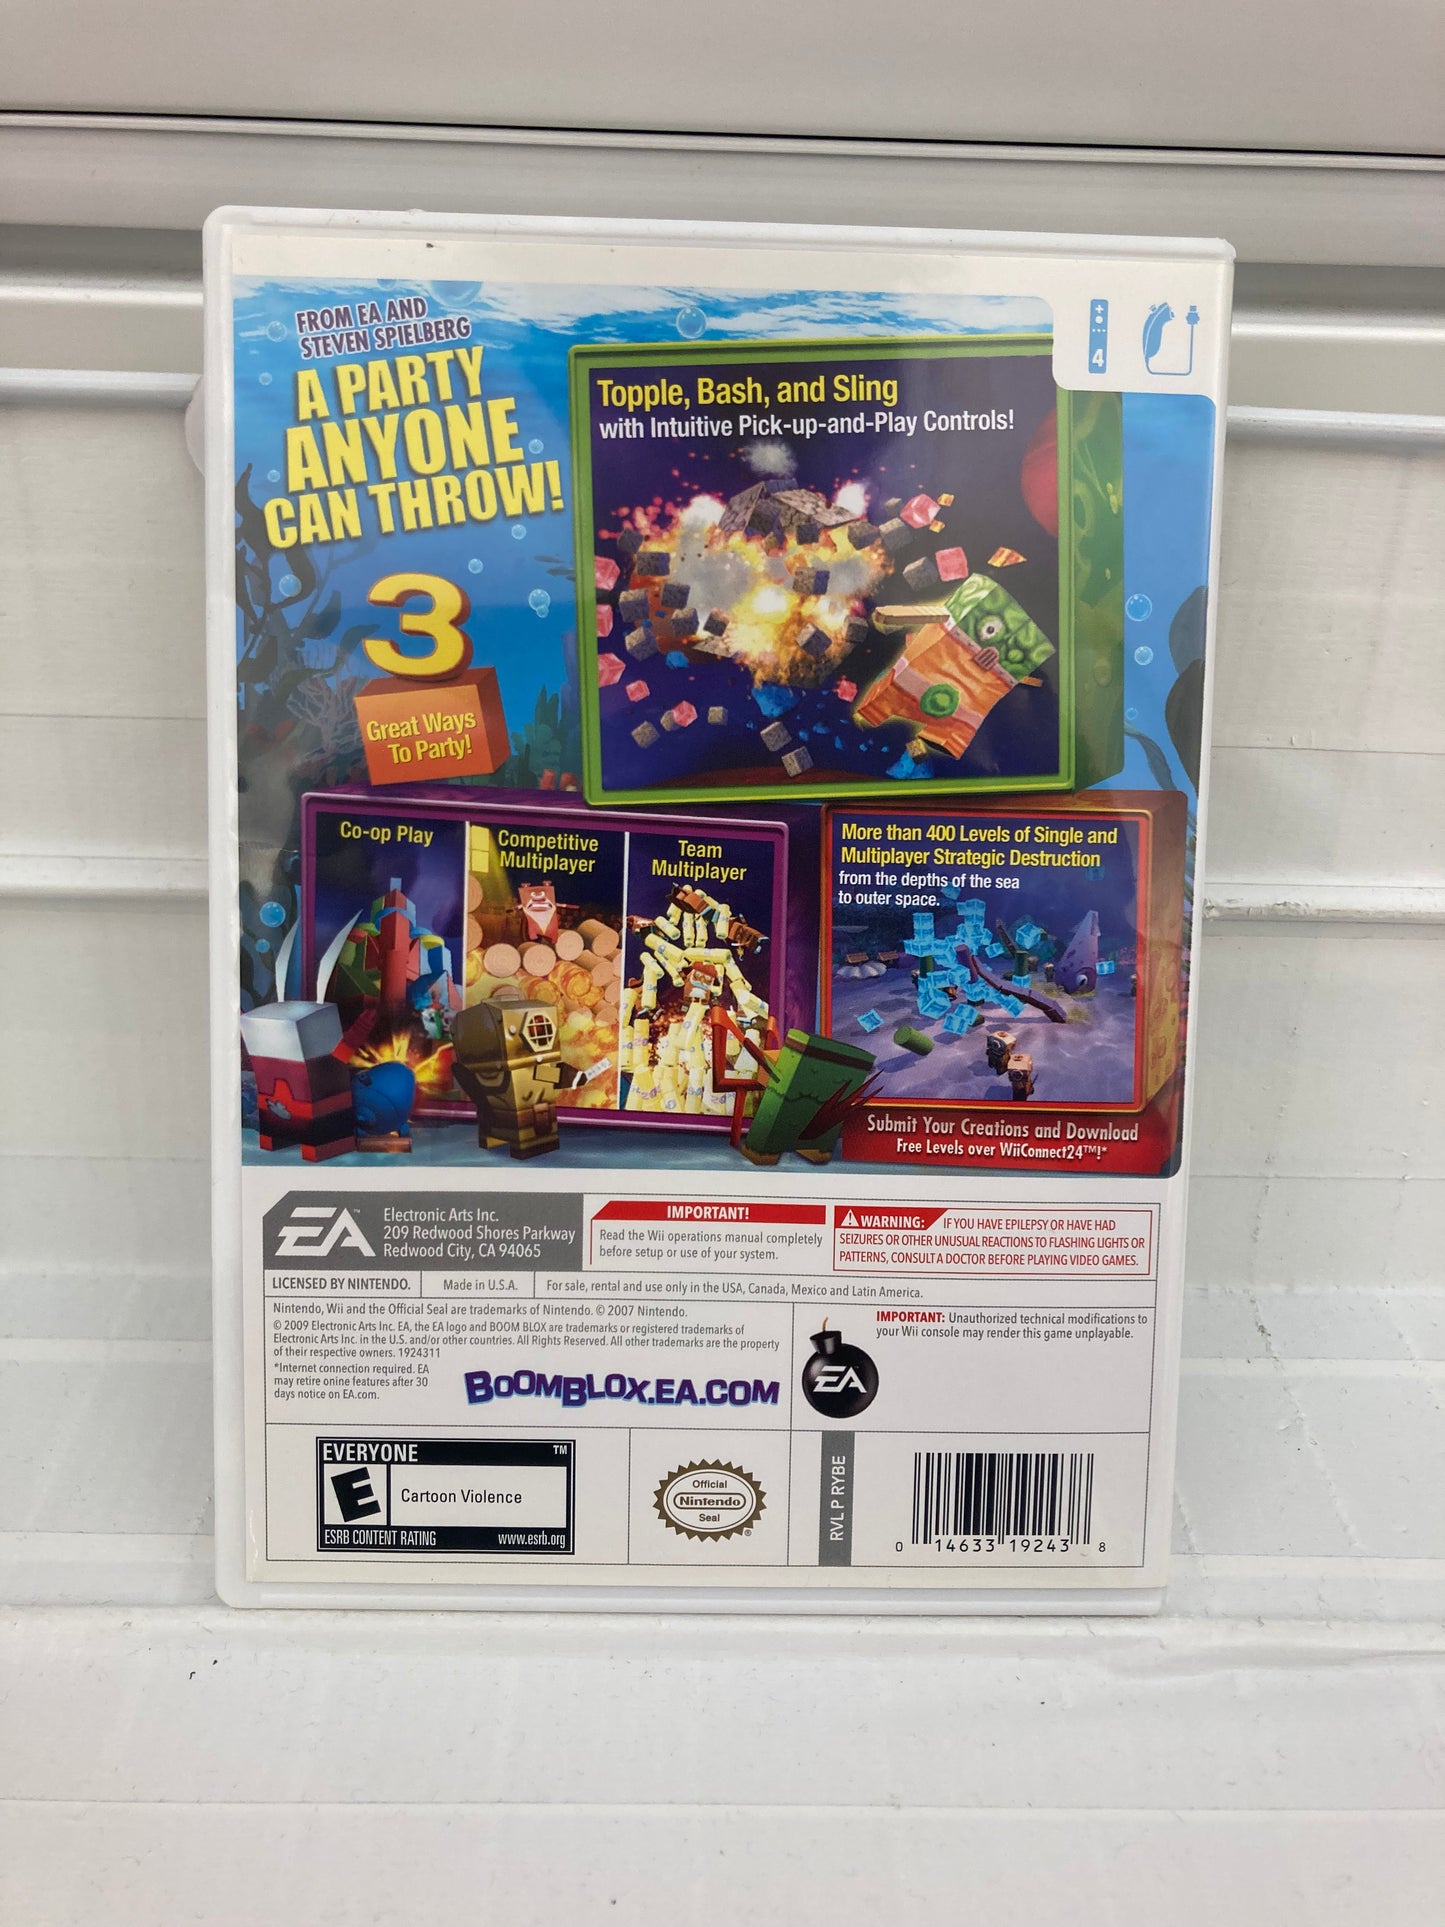 FROM EA AND
STEVEN SPIELBERG
A PARTY
ANYONE
CAN THROW!
4
Topple, Bash, and Sling
with Intuitive Pick-up-and-Play Controls!
3
Great Ways
To Party!
Co-op Play
Competitive
Multiplayer
Team
Multiplayer
More than 400 Levels of Single and
Multiplayer Strategic Destruction
from the depths of the sea
to outer space.
Submit Your Creations and Download
Free Levels over WiiConnect24™!*
EA™
Electronic Arts Inc.
209 Redwood Shores Parkway
Redwood City, CA 94065
IMPORTANT!
Read the Wii operations manual completely
before setup or use of your system.
WARNING: IF YOU HAVE EPILEPSY OR HAVE HAD
SEIZURES OR OTHER UNUSUAL REACTIONS TO FLASHING LIGHTS OR
PATTERNS, CONSULT A DOCTOR BEFORE PLAYING VIDEO GAMES.
LICENSED BY NINTENDO.
Made in U.S.A.
For sale, rental and use only in the USA, Canada, Mexico and Latin America.
Nintendo, Wii and the Official Seal are trademarks of Nintendo. © 2007 Nintendo.
© 2009 Electronic Arts Inc. EA, the EA logo and BOOM BLOX are trademarks or registered trademarks of
Electronic Arts Inc. in the U.S. and/or other countries. All Rights Reserved. All other trademarks are the property
of their respective owners. 1924311
*Internet connection required. EA
may retire onine features after 30
days notice on EA.com.
BOOMBLOX.EA.COM
EA
IMPORTANT: Unauthorized technical modifications to
your Wii console may render this game unplayable.
EVERYONE ™
E
Cartoon Violence
ESRB CONTENT RATING www.esrb.org
Official
Nintendo
Seal
®
RVL P RYBE
0 14633 19243 8